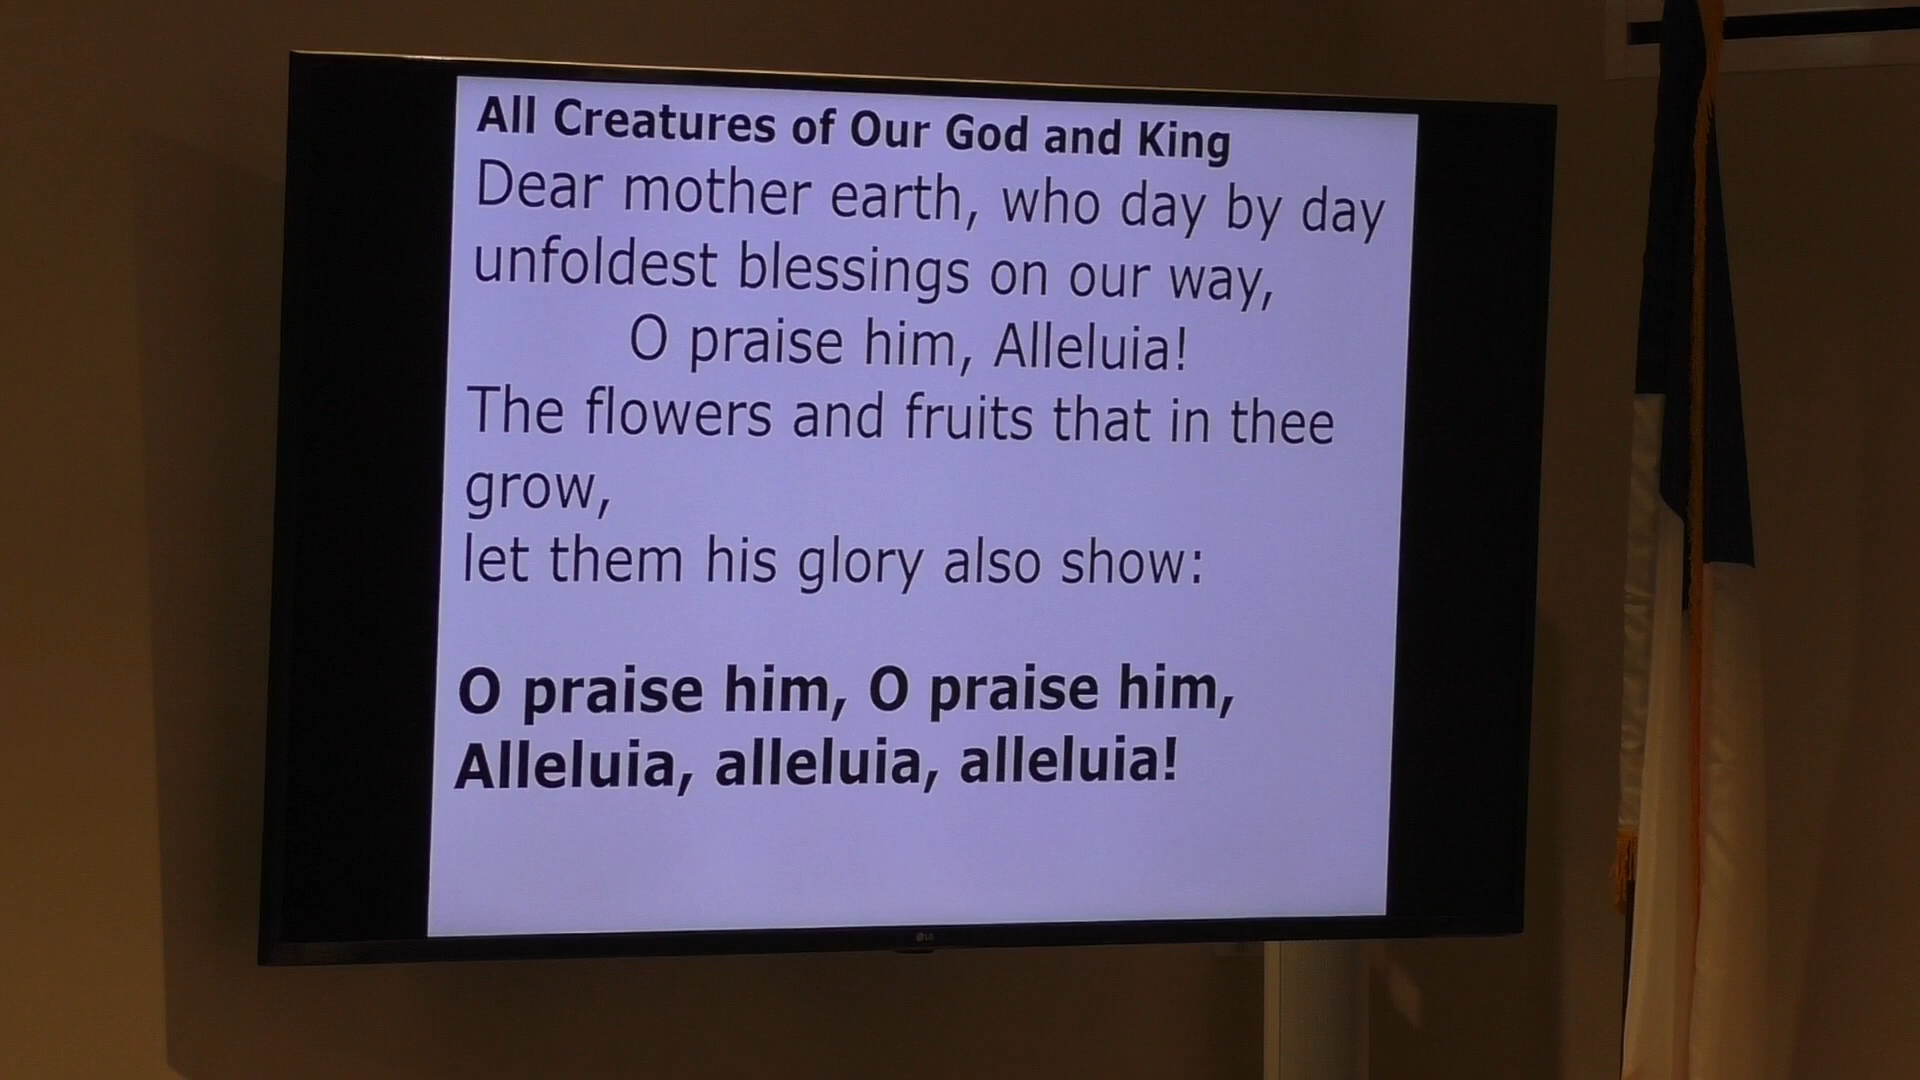 All Creatures of Our God and King
Dear mother earth, who day by day
unfoldest blessings on our way,
O praise him, Alleluia!
The flowers and fruits that in thee
grow,
let them his glory also show:
O praise him, O praise him,
Alleluia, alleluia, alleluia!
LG